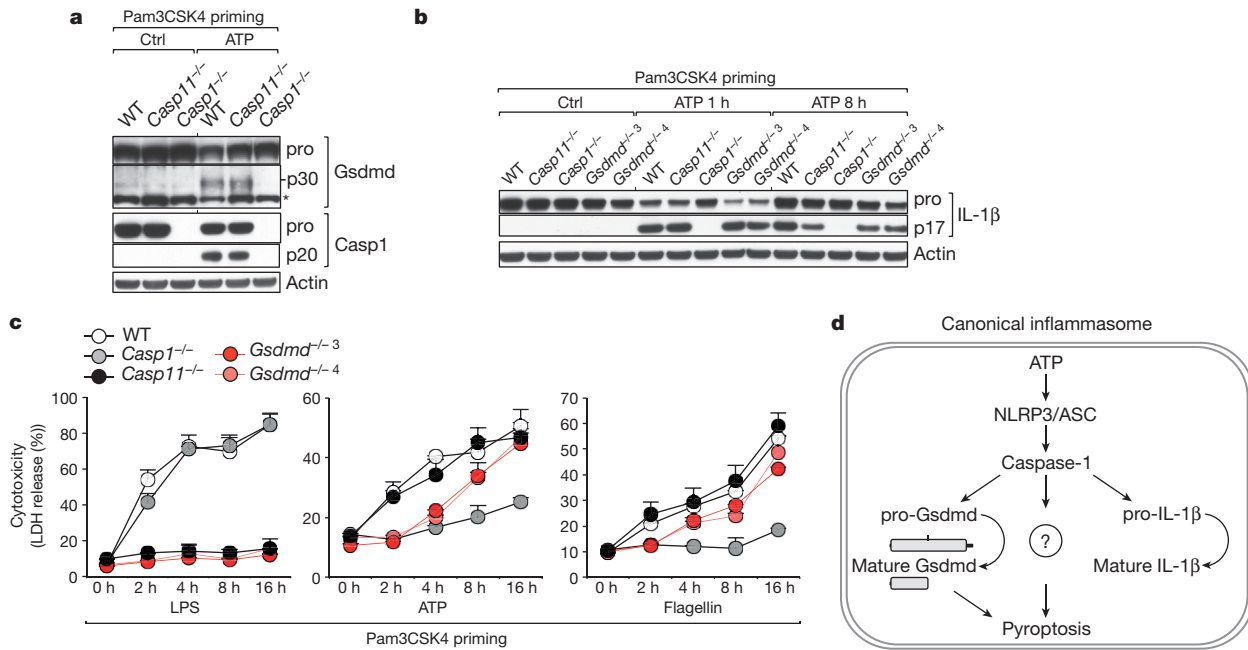 a
Pam3CSK4 priming
Ctrl ATP
WT Casp11–/– Casp1–/– WT Casp11–/– Casp1–/–
pro
p30
*
Gsdmd
pro
p20
Casp1
Actin
b
Pam3CSK4 priming
Ctrl ATP 1 h ATP 8 h
WT Casp11–/– Casp1–/– Gsdmd–/– 3 Gsdmd–/– 4 WT Casp11–/– Casp1–/– Gsdmd–/– 3 Gsdmd–/– 4 WT Casp11–/– Casp1–/– Gsdmd–/– 3 Gsdmd–/– 4
pro
p17
IL-1β
Actin
c
WT
Casp1–/– Gsdmd–/– 3
Casp11–/– Gsdmd–/– 4
Cytotoxicity
(LDH release (%))
100
80
60
40
20
0
0 h 2 h 4 h 8 h 16 h
LPS
60
40
20
0
0 h 2 h 4 h 8 h 16 h
ATP
70
60
50
40
30
20
10
0
0 h 2 h 4 h 8 h 16 h
Flagellin
Pam3CSK4 priming
d
Canonical inflammasome
ATP
NLRP3/ASC
Caspase-1
pro-Gsdmd pro-IL-1β
?
Mature Gsdmd Mature IL-1β
Pyroptosis